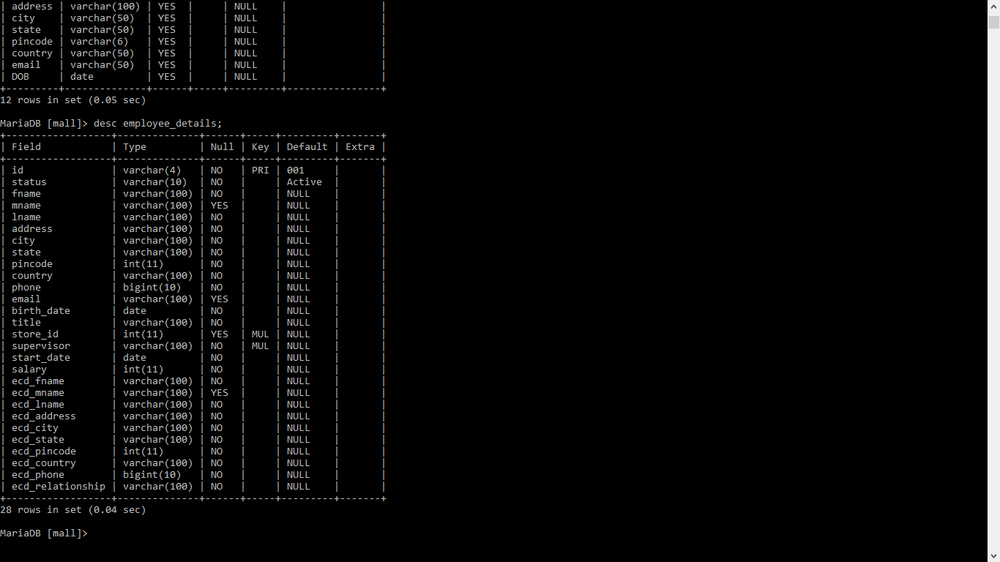 | address | varchar(100) | YES  |     | NULL    |                |
| city    | varchar(50)  | YES  |     | NULL    |                |
| state   | varchar(50)  | YES  |     | NULL    |                |
| pincode | varchar(6)   | YES  |     | NULL    |                |
| country | varchar(50)  | YES  |     | NULL    |                |
| email   | varchar(50)  | YES  |     | NULL    |                |
| DOB     | date         | YES  |     | NULL    |                |
+---------+--------------+------+-----+---------+----------------+
12 rows in set (0.05 sec)

MariaDB [mall]> desc employee_details;
+------------------+--------------+------+-----+---------+-------+
| Field            | Type         | Null | Key | Default | Extra |
+------------------+--------------+------+-----+---------+-------+
| id               | varchar(4)   | NO   | PRI | 001     |       |
| status           | varchar(10)  | NO   |     | Active  |       |
| fname            | varchar(100) | NO   |     | NULL    |       |
| mname            | varchar(100) | YES  |     | NULL    |       |
| lname            | varchar(100) | NO   |     | NULL    |       |
| address          | varchar(100) | NO   |     | NULL    |       |
| city             | varchar(100) | NO   |     | NULL    |       |
| state            | varchar(100) | NO   |     | NULL    |       |
| pincode          | int(11)      | NO   |     | NULL    |       |
| country          | varchar(100) | NO   |     | NULL    |       |
| phone            | bigint(10)   | NO   |     | NULL    |       |
| email            | varchar(100) | YES  |     | NULL    |       |
| birth_date       | date         | NO   |     | NULL    |       |
| title            | varchar(100) | NO   |     | NULL    |       |
| store_id         | int(11)      | YES  | MUL | NULL    |       |
| supervisor       | varchar(100) | NO   | MUL | NULL    |       |
| start_date       | date         | NO   |     | NULL    |       |
| salary           | int(11)      | NO   |     | NULL    |       |
| ecd_fname        | varchar(100) | NO   |     | NULL    |       |
| ecd_mname        | varchar(100) | YES  |     | NULL    |       |
| ecd_lname        | varchar(100) | NO   |     | NULL    |       |
| ecd_address      | varchar(100) | NO   |     | NULL    |       |
| ecd_city         | varchar(100) | NO   |     | NULL    |       |
| ecd_state        | varchar(100) | NO   |     | NULL    |       |
| ecd_pincode      | int(11)      | NO   |     | NULL    |       |
| ecd_country      | varchar(100) | NO   |     | NULL    |       |
| ecd_phone        | bigint(10)   | NO   |     | NULL    |       |
| ecd_relationship | varchar(100) | NO   |     | NULL    |       |
+------------------+--------------+------+-----+---------+-------+
28 rows in set (0.04 sec)

MariaDB [mall]>